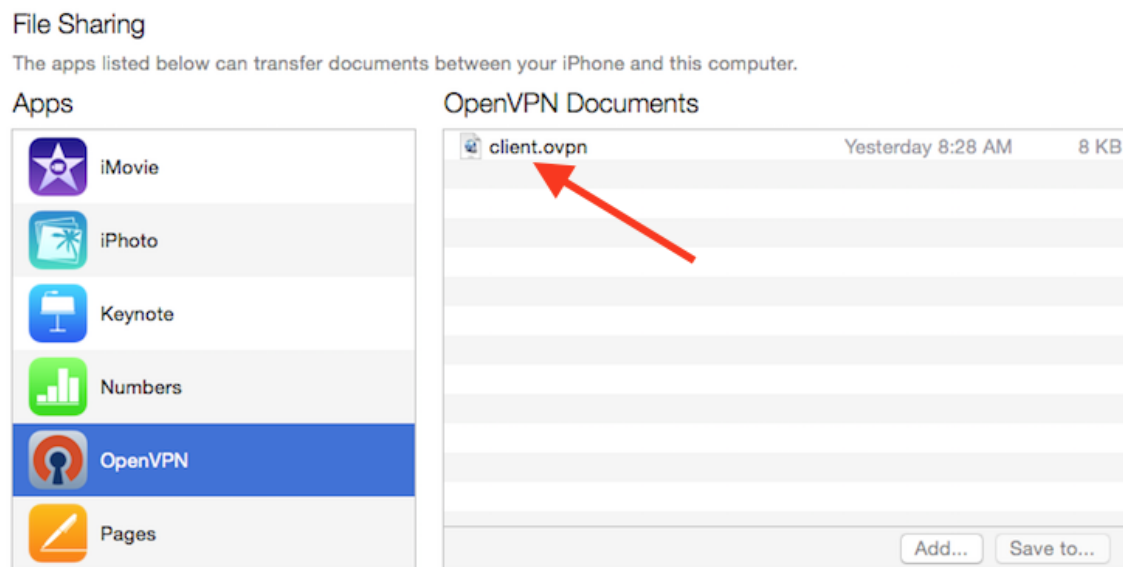 File Sharing
The apps listed below can transfer documents between your iPhone and this computer.
Apps
OpenVPN Documents
iMovie
iPhoto
Keynote
Numbers
OpenVPN
Pages
client.ovpn Yesterday 8:28 AM 8 KB
Add...
Save to...